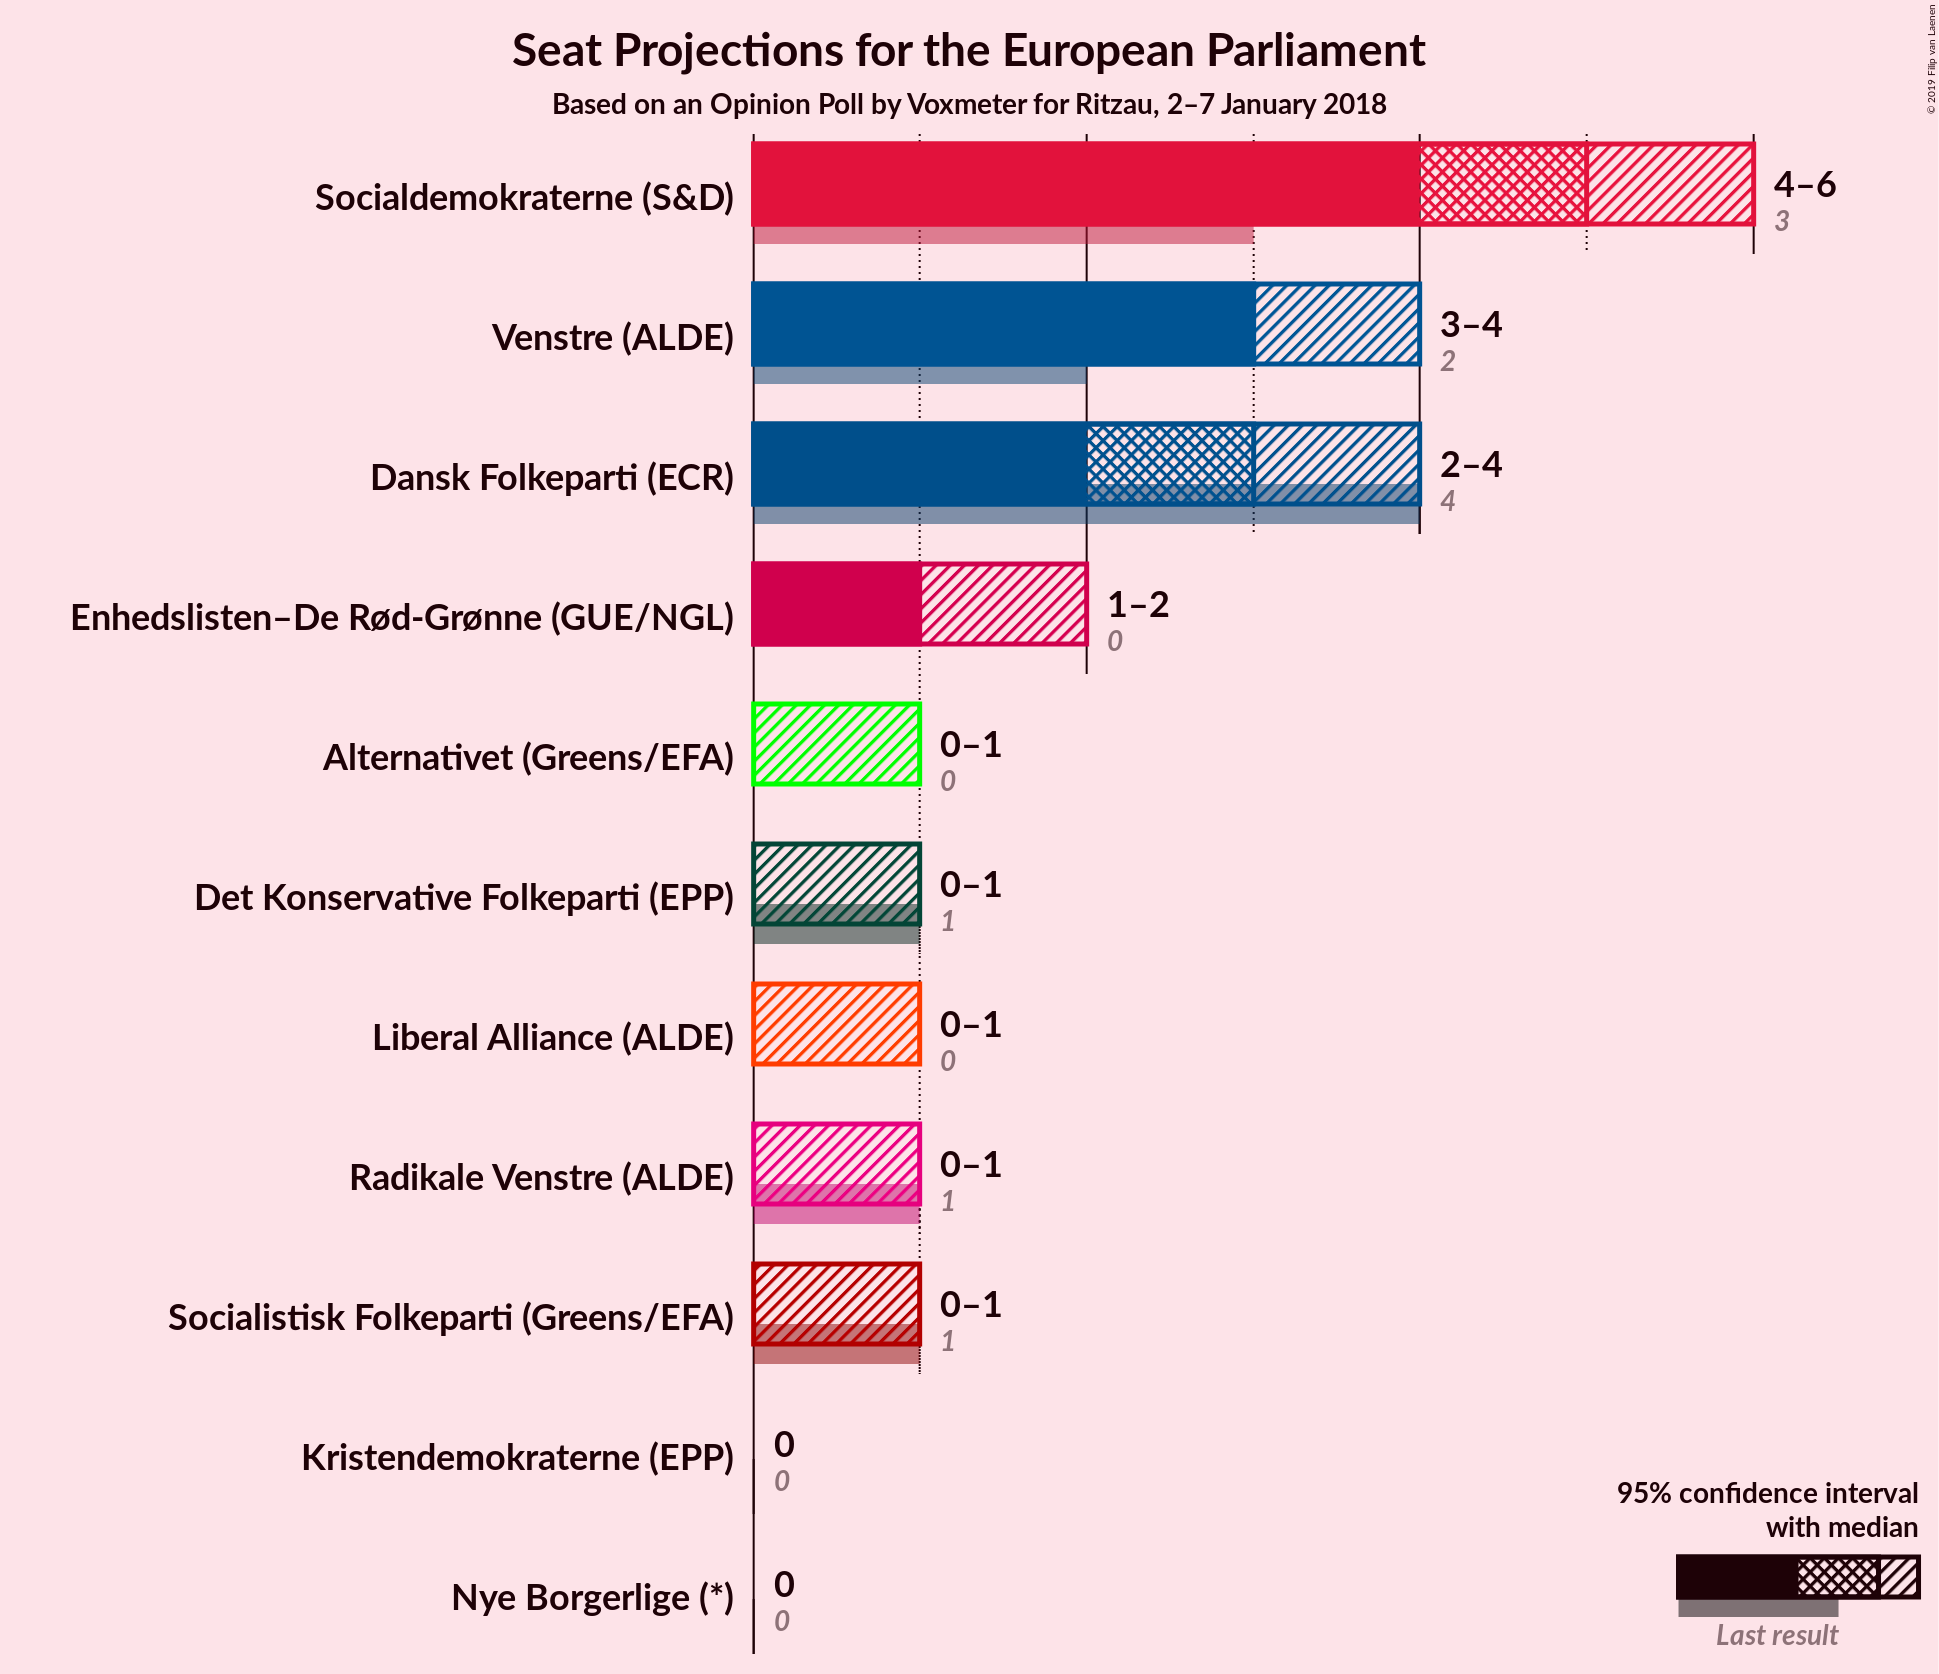 Seat Projections for the European Parliament
Based on an Opinion Poll by Voxmeter for Ritzau, 2–7 January 2018
© 2019 Filip van Laenen
Socialdemokraterne (S&D)
4–6
3
Venstre (ALDE)
3–4
2
Dansk Folkeparti (ECR)
2–4
4
Enhedslisten–De Rød-Grønne (GUE/NGL)
1–2
0
Alternativet (Greens/EFA)
0–1
0
Det Konservative Folkeparti (EPP)
0–1
1
Liberal Alliance (ALDE)
0–1
0
Radikale Venstre (ALDE)
0–1
1
Socialistisk Folkeparti (Greens/EFA)
0–1
1
Kristendemokraterne (EPP)
0
0
Nye Borgerlige (*)
0
0
95% confidence interval
with median
Last result